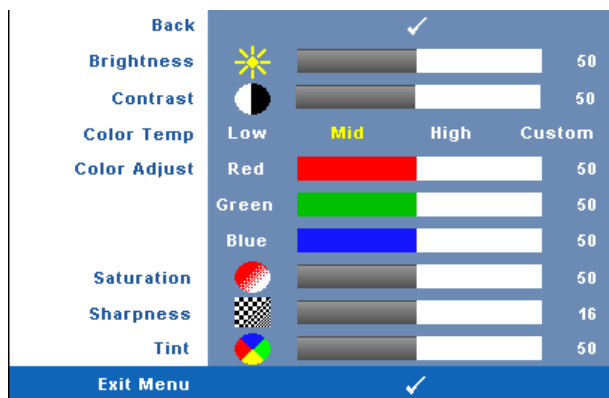 Back
Brightness 50
Contrast 50
Color Temp Low Mid High Custom
Color Adjust Red 50
Green 50
Blue 50
Saturation 50
Sharpness 16
Tint 50
Exit Menu